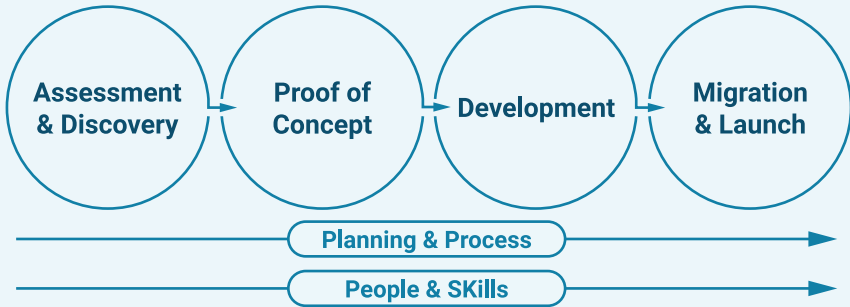 Assessment
& Discovery
Proof of
Concept
Development
Migration
& Launch
Planning & Process
People & SKills